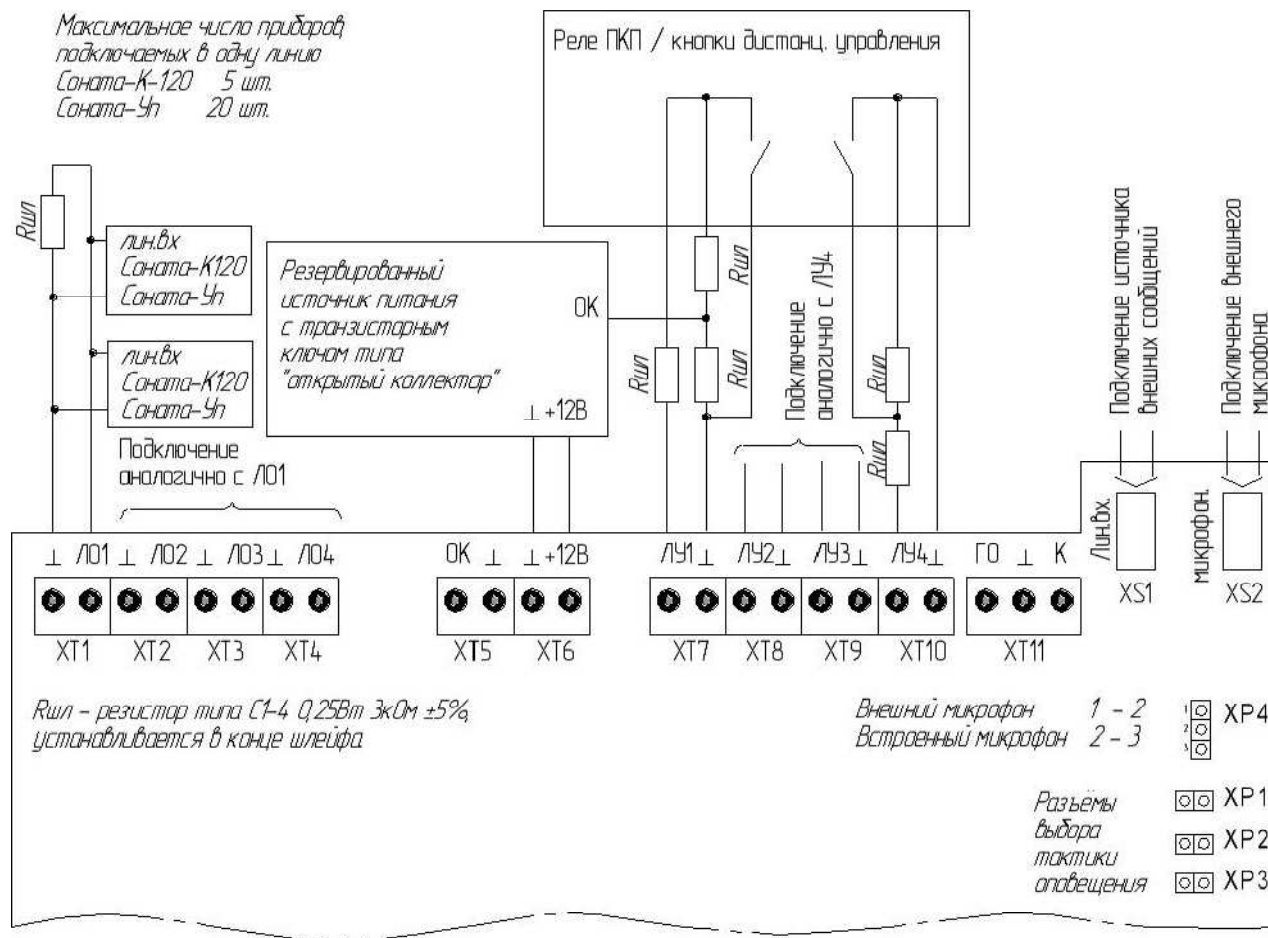 Максимальное число приборов,
подключаемых в одну линию
Соната-К-120 5 шт.
Соната-Уп 20 шт.
Реле ПКП / кнопки дистанц. управления
Rшл
лин.вх
Соната-К120
Соната-Уп
лин.вх
Соната-К120
Соната-Уп
Подключение
аналогично с ЛО1
Резервированный
источник питания
с транзисторным
ключом типа
"открытый коллектор"
ОК
⊥ +12В
Rшл
Rшл
Rшл
Подключение
аналогично с ЛУ4
Rшл
Rшл
Подключение источника
внешних сообщений
Подключение внешнего
микрофона
Лин.вх.
XS1
микрофон.
XS2
⊥ ЛО1 ⊥ ЛО2 ⊥ ЛО3 ⊥ ЛО4
ОК ⊥ ⊥ +12В
ЛУ1 ⊥ ЛУ2 ⊥ ЛУ3 ⊥ ЛУ4 ⊥
ГО ⊥ К
XT1 XT2 XT3 XT4
XT5 XT6
XT7 XT8 XT9 XT10
XT11
Rшл – резистор типа С1-4 0,25Вт 3кОм ±5%,
устанавливается в конце шлейфа
Внешний микрофон 1 – 2
Встроенный микрофон 2 – 3
1
2
3
XP4
Разъёмы
выбора
тактики
оповещения
XP1
XP2
XP3